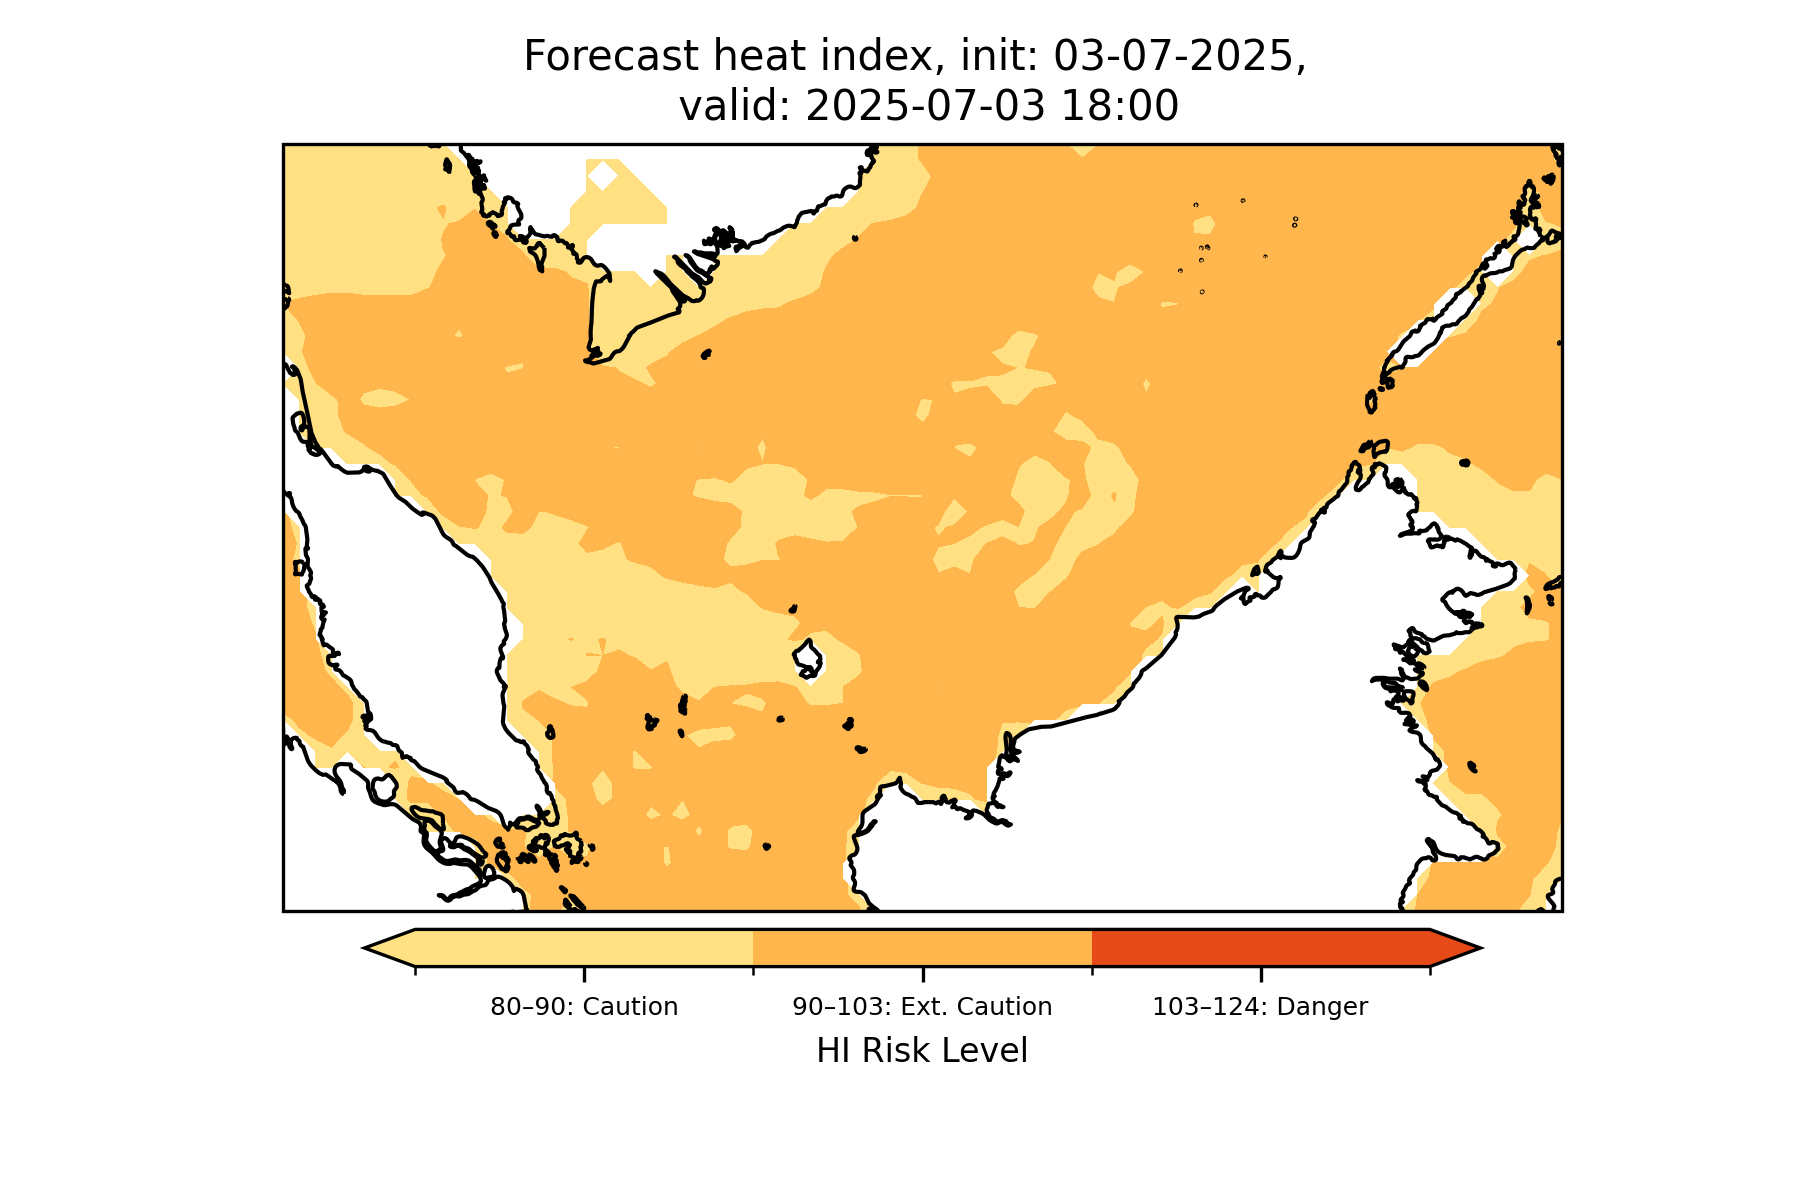 Forecast heat index, init: 03-07-2025,
valid: 2025-07-03 18:00
80–90: Caution
90–103: Ext. Caution
103–124: Danger
HI Risk Level